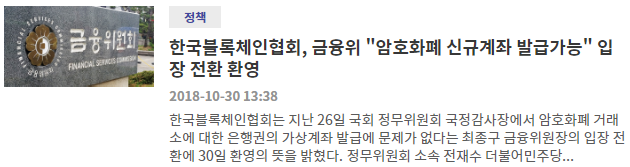 정책
금융위원회
FINANCIAL SERVICES COMMISSION
한국블록체인협회, 금융위 "암호화폐 신규계좌 발급가능" 입
장 전환 환영
2018-10-30 13:38
한국블록체인협회는 지난 26일 국회 정무위원회 국정감사장에서 암호화폐 거래
소에 대한 은행권의 가상계좌 발급에 문제가 없다는 최종구 금융위원장의 입장 전
환에 30일 환영의 뜻을 밝혔다. 정무위원회 소속 전재수 더불어민주당...